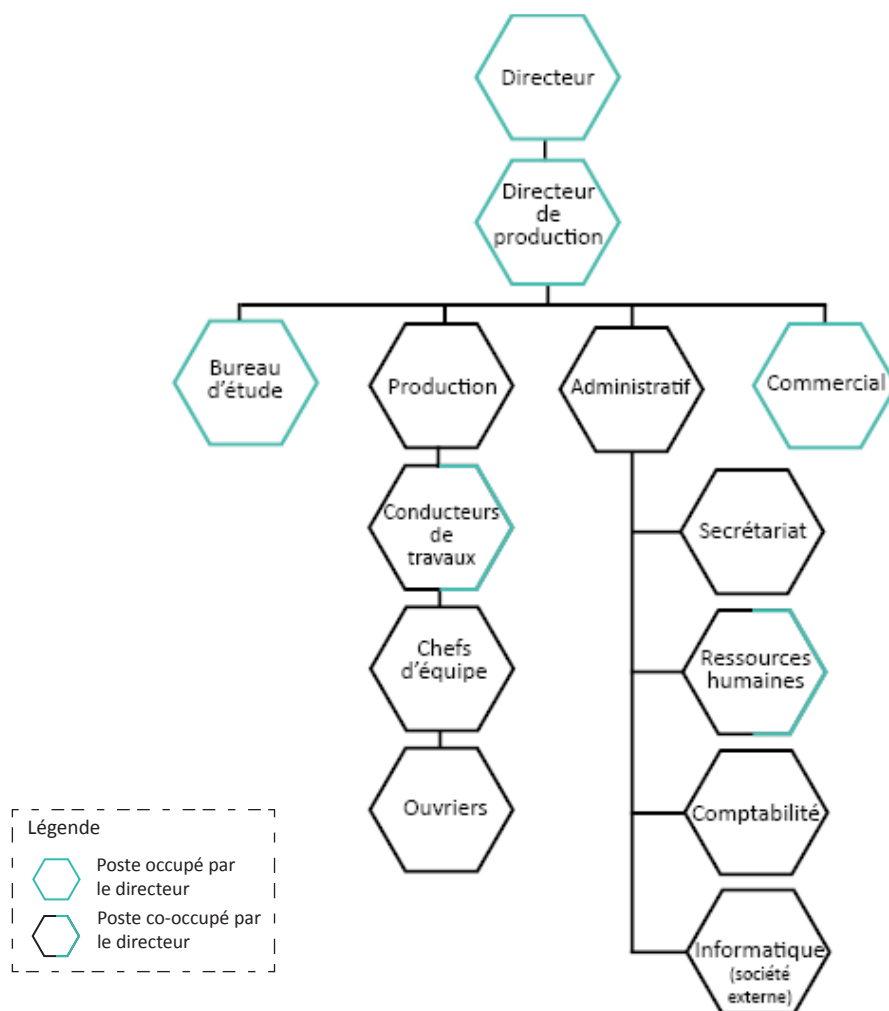 Directeur
Directeur
de
production
Bureau
d'étude
Production
Administratif
Commercial
Conducteurs
de
travaux
Chefs
d'équipe
Ouvriers
Secrétariat
Ressources
humaines
Comptabilité
Informatique
(société
externe)
Légende
Poste occupé par
le directeur
Poste co-occupé par
le directeur